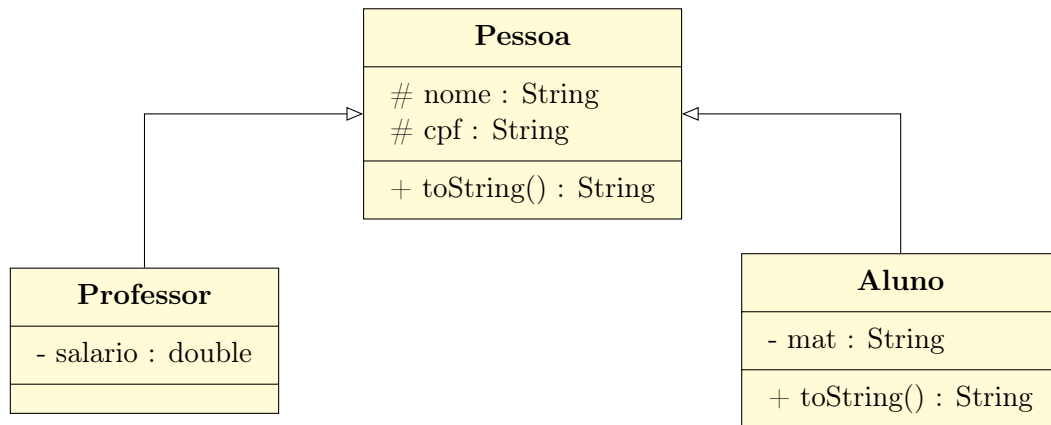 Pessoa
# nome : String
# cpf : String
+ toString() : String
Professor
- salario : double
Aluno
- mat : String
+ toString() : String